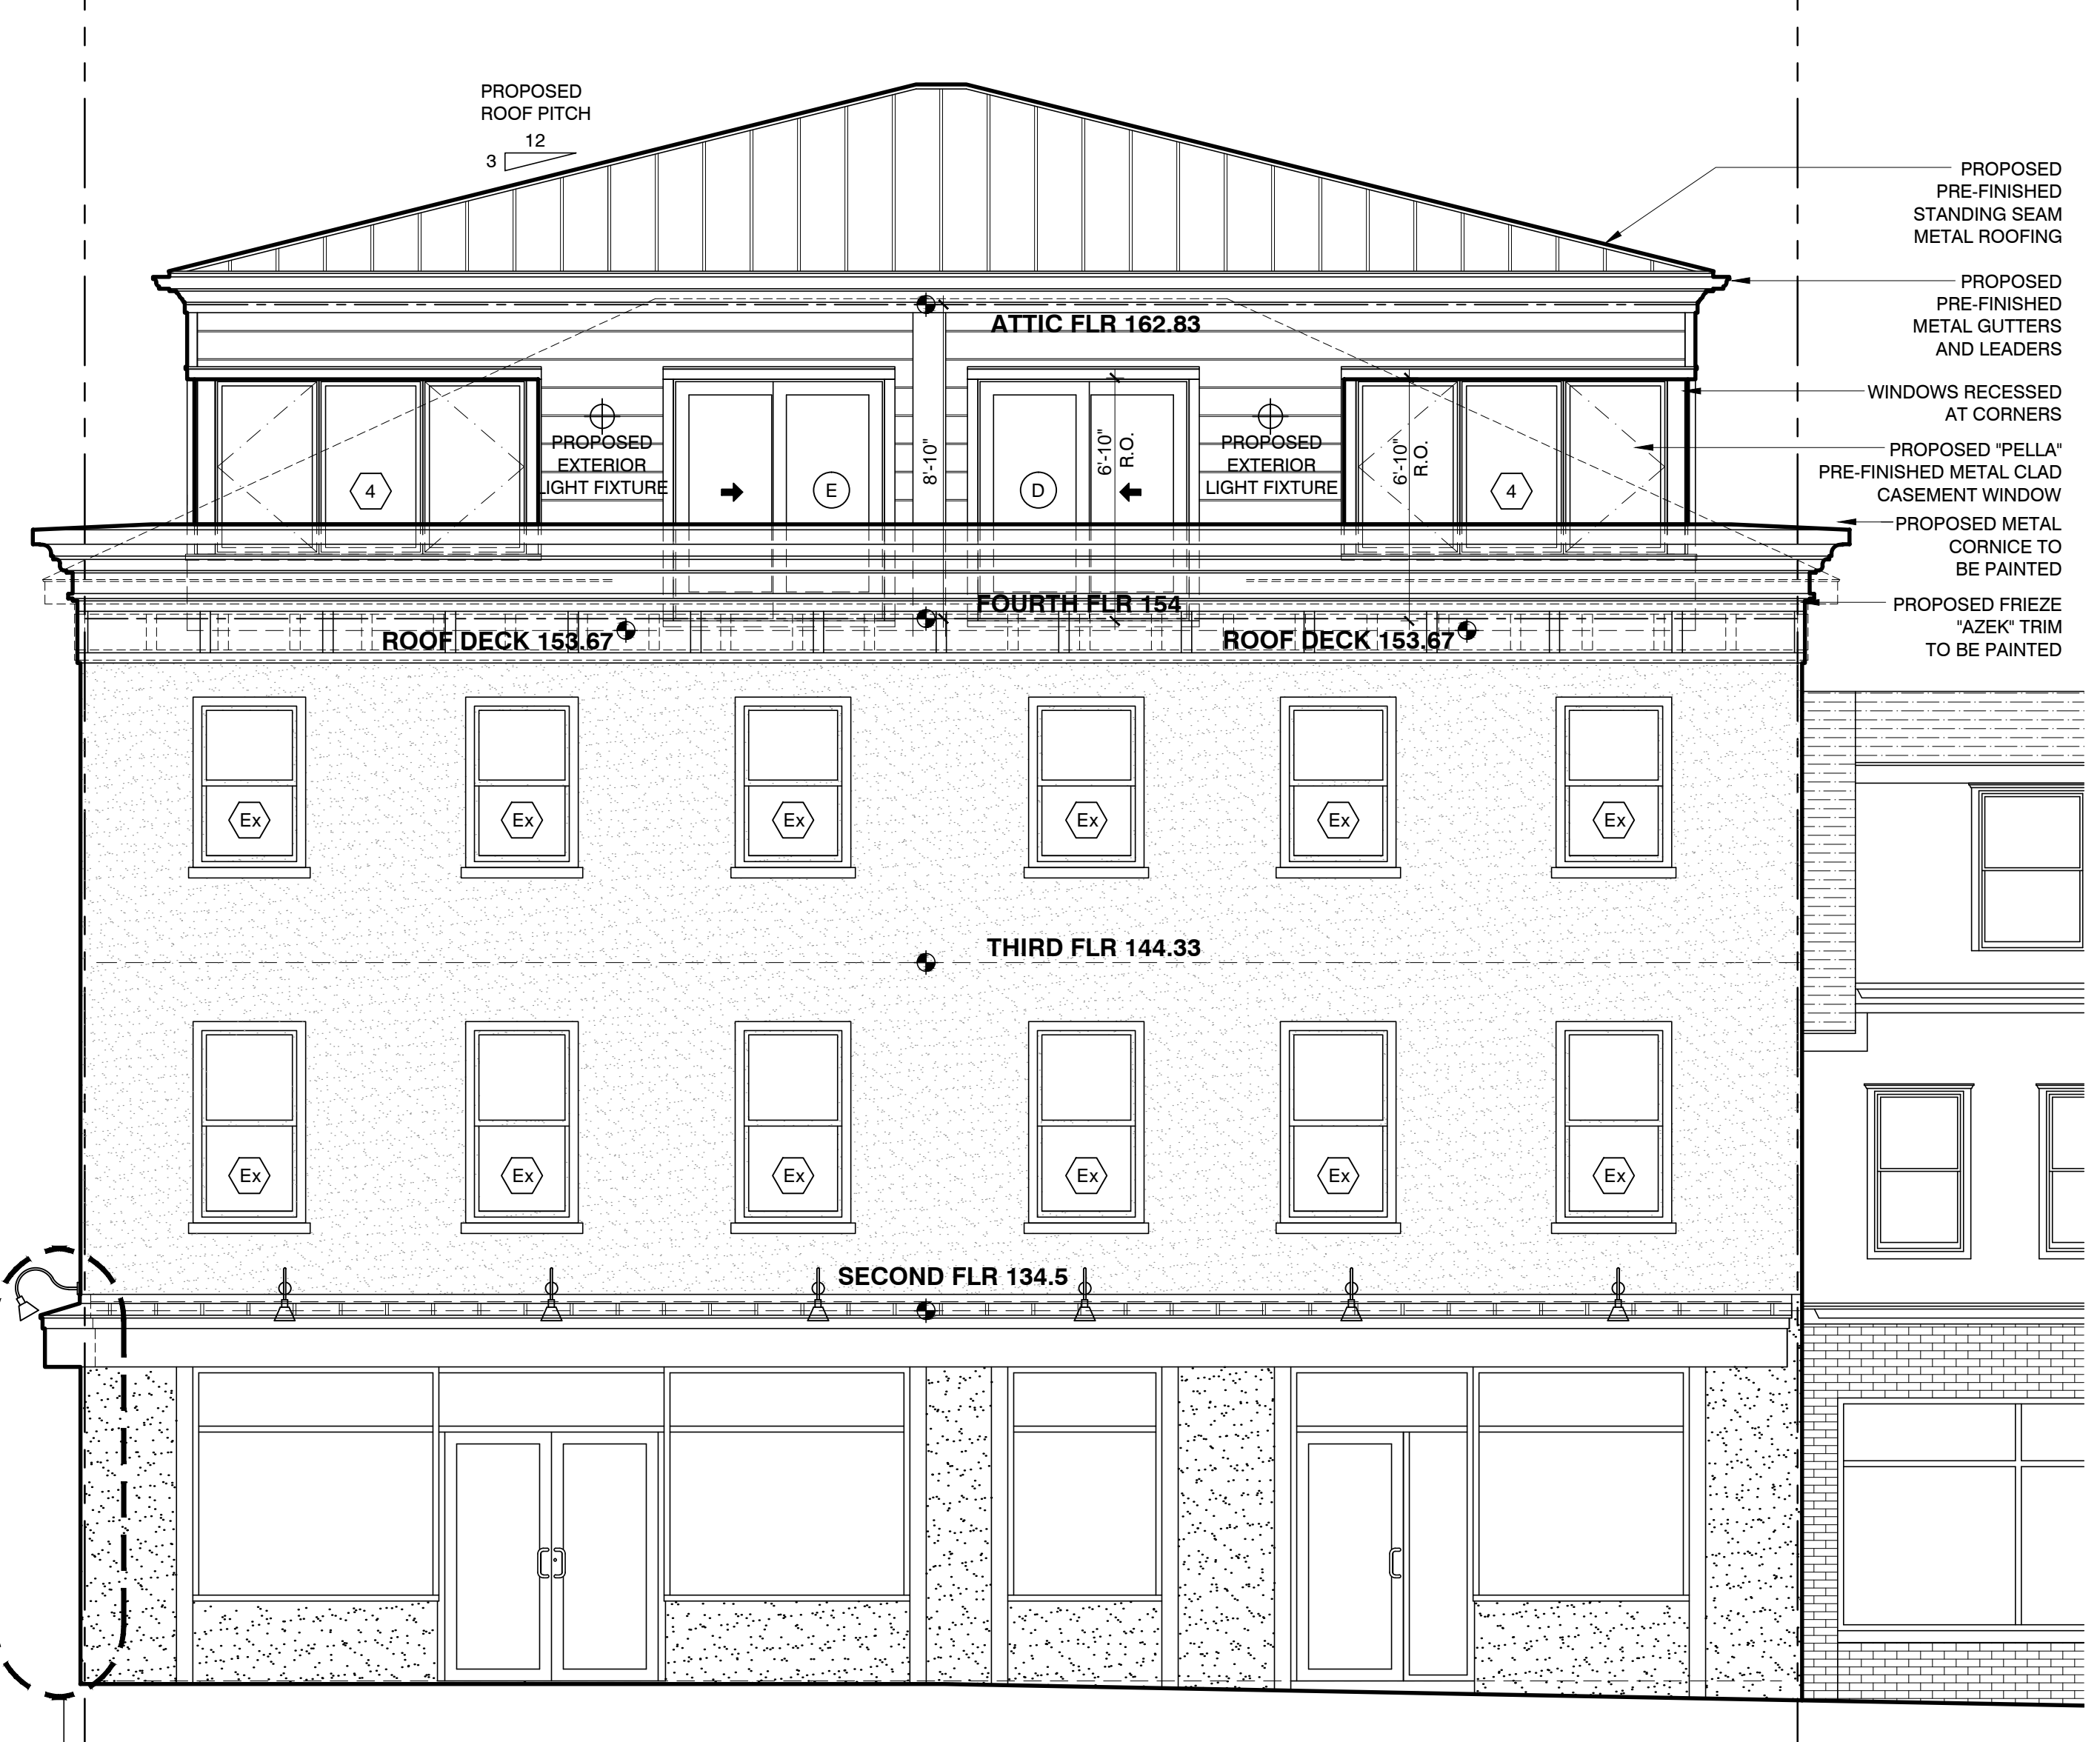 PROPOSED
ROOF PITCH
12
3
PROPOSED
PRE-FINISHED
STANDING SEAM
METAL ROOFING
PROPOSED
PRE-FINISHED
METAL GUTTERS
AND LEADERS
ATTIC FLR 162.83
WINDOWS RECESSED
AT CORNERS
PROPOSED
EXTERIOR
LIGHT FIXTURE
PROPOSED
EXTERIOR
LIGHT FIXTURE
8'-10"
6'-10"
R.O.
6'-10"
R.O.
4
E
D
4
PROPOSED "PELLA"
PRE-FINISHED METAL CLAD
CASEMENT WINDOW
PROPOSED METAL
CORNICE TO
BE PAINTED
FOURTH FLR 154
PROPOSED FRIEZE
"AZEK" TRIM
TO BE PAINTED
ROOF DECK 153.67
ROOF DECK 153.67
Ex
Ex
Ex
Ex
Ex
Ex
THIRD FLR 144.33
Ex
Ex
Ex
Ex
Ex
Ex
SECOND FLR 134.5